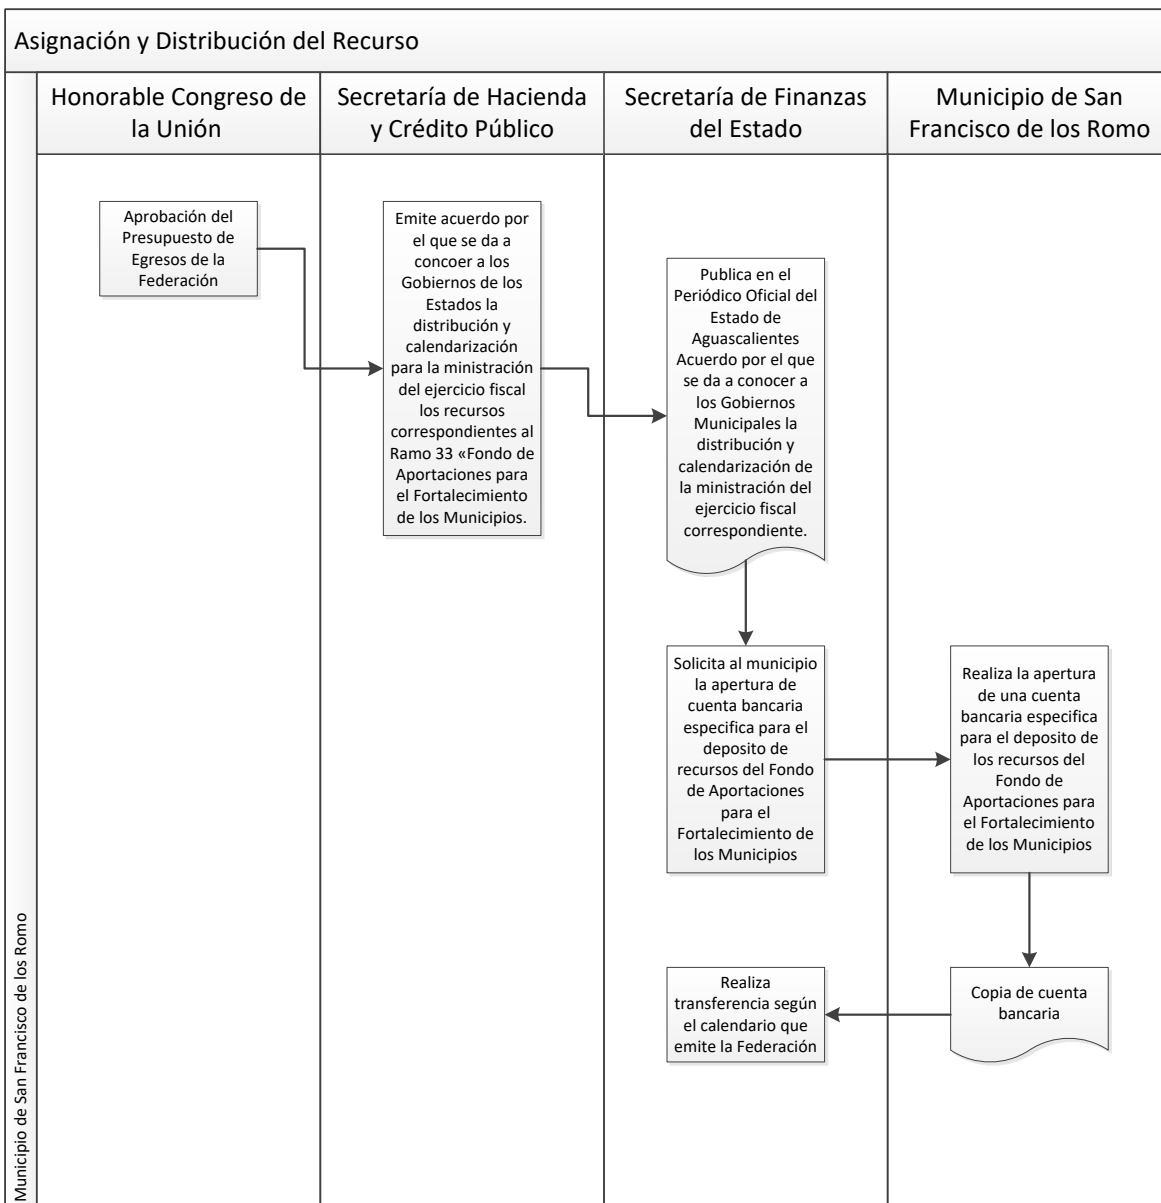 Asignación y Distribución del Recurso
Honorable Congreso de
la Unión
Secretaría de Hacienda
y Crédito Público
Secretaría de Finanzas
del Estado
Municipio de San
Francisco de los Romo
Aprobación del
Presupuesto de
Egresos de la
Federación
Emite acuerdo por
el que se da a
concoer a los
Gobiernos de los
Estados la
distribución y
calendarización
para la ministración
del ejercicio fiscal
los recursos
correspondientes al
Ramo 33 «Fondo de
Aportaciones para
el Fortalecimiento
de los Municipios.
Publica en el
Periódico Oficial del
Estado de
Aguascalientes
Acuerdo por el que
se da a conocer a
los Gobiernos
Municipales la
distribución y
calendarización de
la ministración del
ejercicio fiscal
correspondiente.
Solicita al municipio
la apertura de
cuenta bancaria
especifica para el
deposito de
recursos del Fondo
de Aportaciones
para el
Fortalecimiento de
los Municipios
Realiza la apertura
de una cuenta
bancaria especifica
para el deposito de
los recursos del
Fondo de
Aportaciones para
el Fortalecimiento
de los Municipios
Copia de cuenta
bancaria
Realiza
transferencia según
el calendario que
emite la Federación
Municipio de San Francisco de los Romo